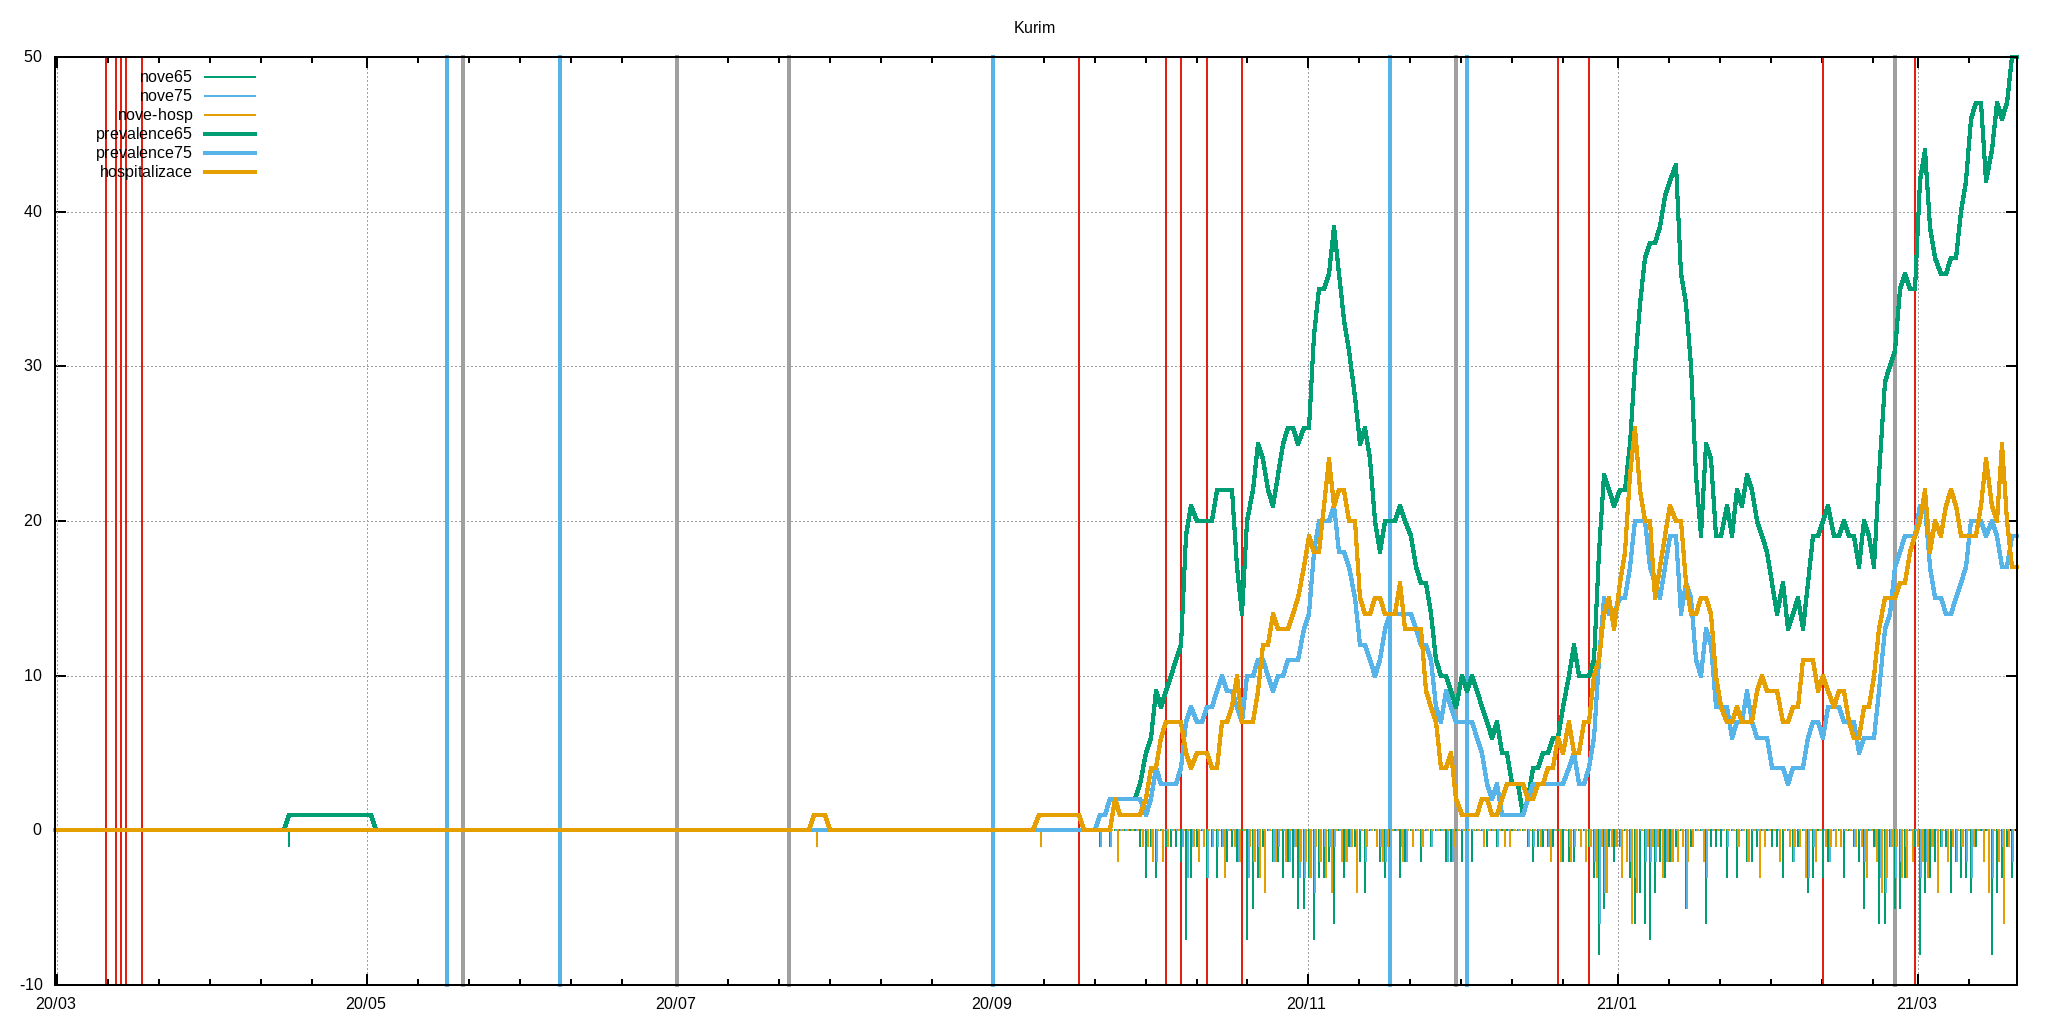 Kurim
50
nove65
nove75
nove-hosp
prevalence65
prevalence75
hospitalizace
40
30
20
10
0
-10
20/03 20/05 20/07 20/09 20/11 21/01 21/03